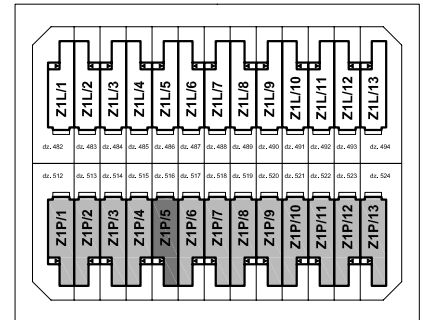 Z1L/1 Z1L/2 Z1L/3 Z1L/4 Z1L/5 Z1L/6 Z1L/7 Z1L/8 Z1L/9 Z1L/10 Z1L/11 Z1L/12 Z1L/13
dz. 482 dz. 483 dz. 484 dz. 485 dz. 486 dz. 487 dz. 488 dz. 489 dz. 490 dz. 491 dz. 492 dz. 493 dz. 494
dz. 512 dz. 513 dz. 514 dz. 515 dz. 516 dz. 517 dz. 518 dz. 519 dz. 520 dz. 521 dz. 522 dz. 523 dz. 524
Z1P/1 Z1P/2 Z1P/3 Z1P/4 Z1P/5 Z1P/6 Z1P/7 Z1P/8 Z1P/9 Z1P/10 Z1P/11 Z1P/12 Z1P/13